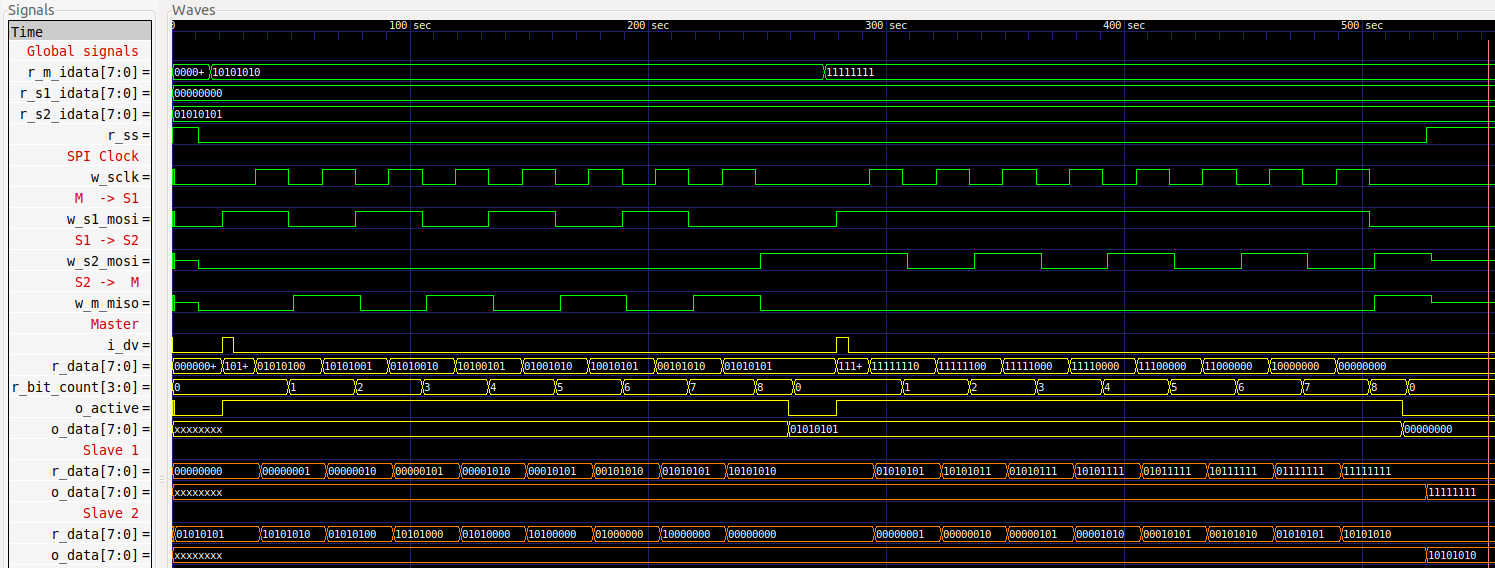 Signals
Waves
Time
0 100 sec 200 sec 300 sec 400 sec 500 sec
Global signals
r_m_idata[7:0] = 0000+ 10101010 11111111
r_s1_idata[7:0] = 00000000
r_s2_idata[7:0] = 01010101
r_ss =
SPI Clock
w_sclk =
M -> S1
w_s1_mosi =
S1 -> S2
w_s2_mosi =
S2 -> M
w_m_miso =
Master
i_dv =
r_data[7:0] = 000000+ 101+ 01010100 10101001 01010010 10100101 01001010 10010101 00101010 01010101 111+ 11111110 11111100 11111000 11110000 11100000 11000000 10000000 00000000
r_bit_count[3:0] = 0 1 2 3 4 5 6 7 8 0 1 2 3 4 5 6 7 8 0
o_active =
o_data[7:0] = xxxxxxxx 01010101 00000000
Slave 1
r_data[7:0] = 00000000 00000001 00000010 00000101 00001010 00010101 00101010 01010101 10101010 01010101 10101011 01010111 10101111 01011111 10111111 01111111 11111111
o_data[7:0] = xxxxxxxx 11111111
Slave 2
r_data[7:0] = 01010101 10101010 01010100 10101000 01010000 10100000 01000000 10000000 00000000 00000001 00000010 00000101 00001010 00010101 00101010 01010101 10101010
o_data[7:0] = xxxxxxxx 10101010